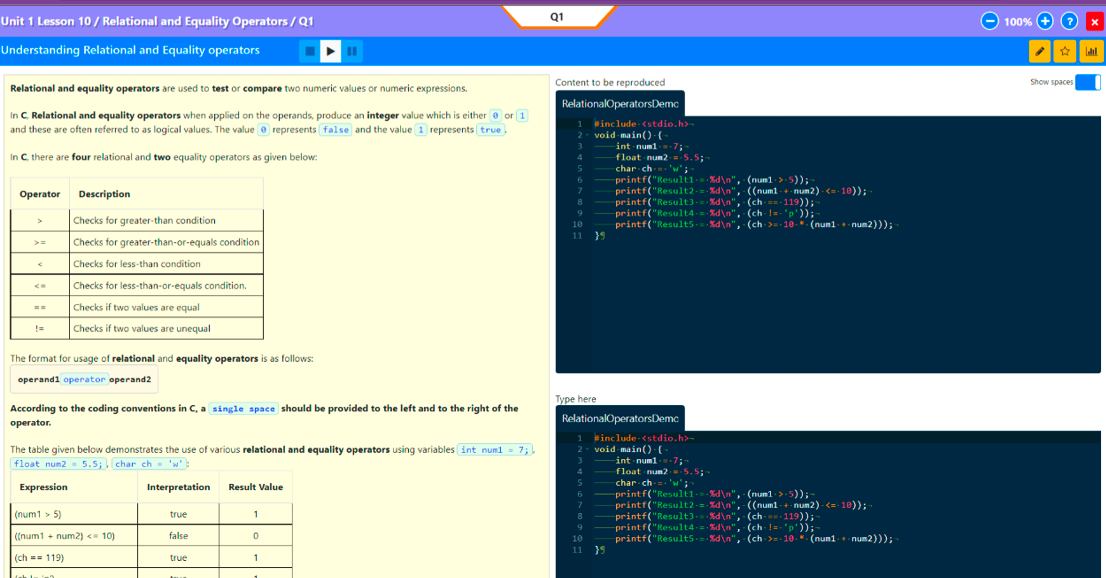 Unit 1 Lesson 10 / Relational and Equality Operators / Q1
Q1
100%
?
x
Understanding Relational and Equality operators
Relational and equality operators are used to test or compare two numeric values or numeric expressions.
In C, Relational and equality operators when applied on the operands, produce an integer value which is either 0 or 1
and these are often referred to as logical values. The value 0 represents false and the value 1 represents true.
In C, there are four relational and two equality operators as given below:
Operator Description
> Checks for greater-than condition
>= Checks for greater-than-or-equals condition
< Checks for less-than condition
<= Checks for less-than-or-equals condition.
== Checks if two values are equal
!= Checks if two values are unequal
The format for usage of relational and equality operators is as follows:
operand1 operator operand2
According to the coding conventions in C, a single space should be provided to the left and to the right of the
operator.
The table given below demonstrates the use of various relational and equality operators using variables int num1 = 7;,
float num2 = 5.5;, char ch = 'w':
Expression Interpretation Result Value
(num1 > 5) true 1
((num1 + num2) <= 10) false 0
(ch == 119) true 1
Content to be reproduced
Show spaces
RelationalOperatorsDemo
1 #include <stdio.h>
2 void main() {
3 int num1 = 7;
4 float num2 = 5.5;
5 char ch = 'w';
6 printf("Result1 = %d\n", (num1 > 5));
7 printf("Result2 = %d\n", ((num1 + num2) <= 10));
8 printf("Result3 = %d\n", (ch == 119));
9 printf("Result4 = %d\n", (ch != 'p'));
10 printf("Result5 = %d\n", (ch >= 10 * (num1 + num2)));
11 }
Type here
RelationalOperatorsDemo
1 #include <stdio.h>
2 void main() {
3 int num1 = 7;
4 float num2 = 5.5;
5 char ch = 'w';
6 printf("Result1 = %d\n", (num1 > 5));
7 printf("Result2 = %d\n", ((num1 + num2) <= 10));
8 printf("Result3 = %d\n", (ch == 119));
9 printf("Result4 = %d\n", (ch != 'p'));
10 printf("Result5 = %d\n", (ch >= 10 * (num1 + num2)));
11 }